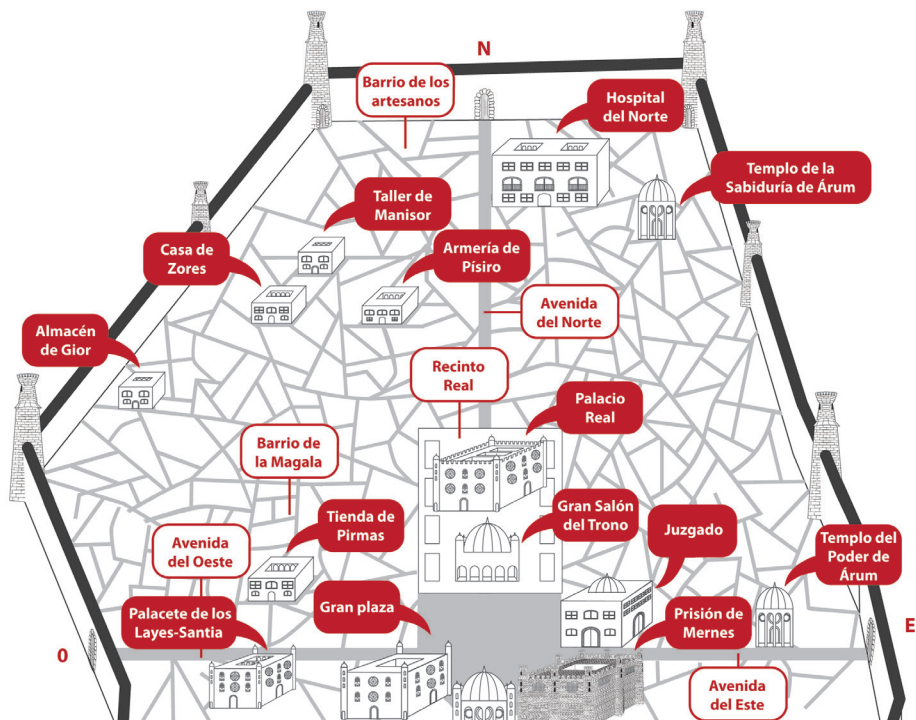 N
Barrio de los
artesanos
Hospital
del Norte
Templo de la
Sabiduría de Árum
Taller de
Manisor
Casa de
Zores
Armería de
Písiro
Avenida
del Norte
Almacén
de Gior
Recinto
Real
Palacio
Real
Barrio de
la Magala
Gran Salón
del Trono
Tienda de
Pirmas
Juzgado
Templo del
Poder de
Árum
Avenida
del Oeste
Gran plaza
Palacete de los
Layes-Santia
Prisión de
Mernes
O
E
Avenida
del Este